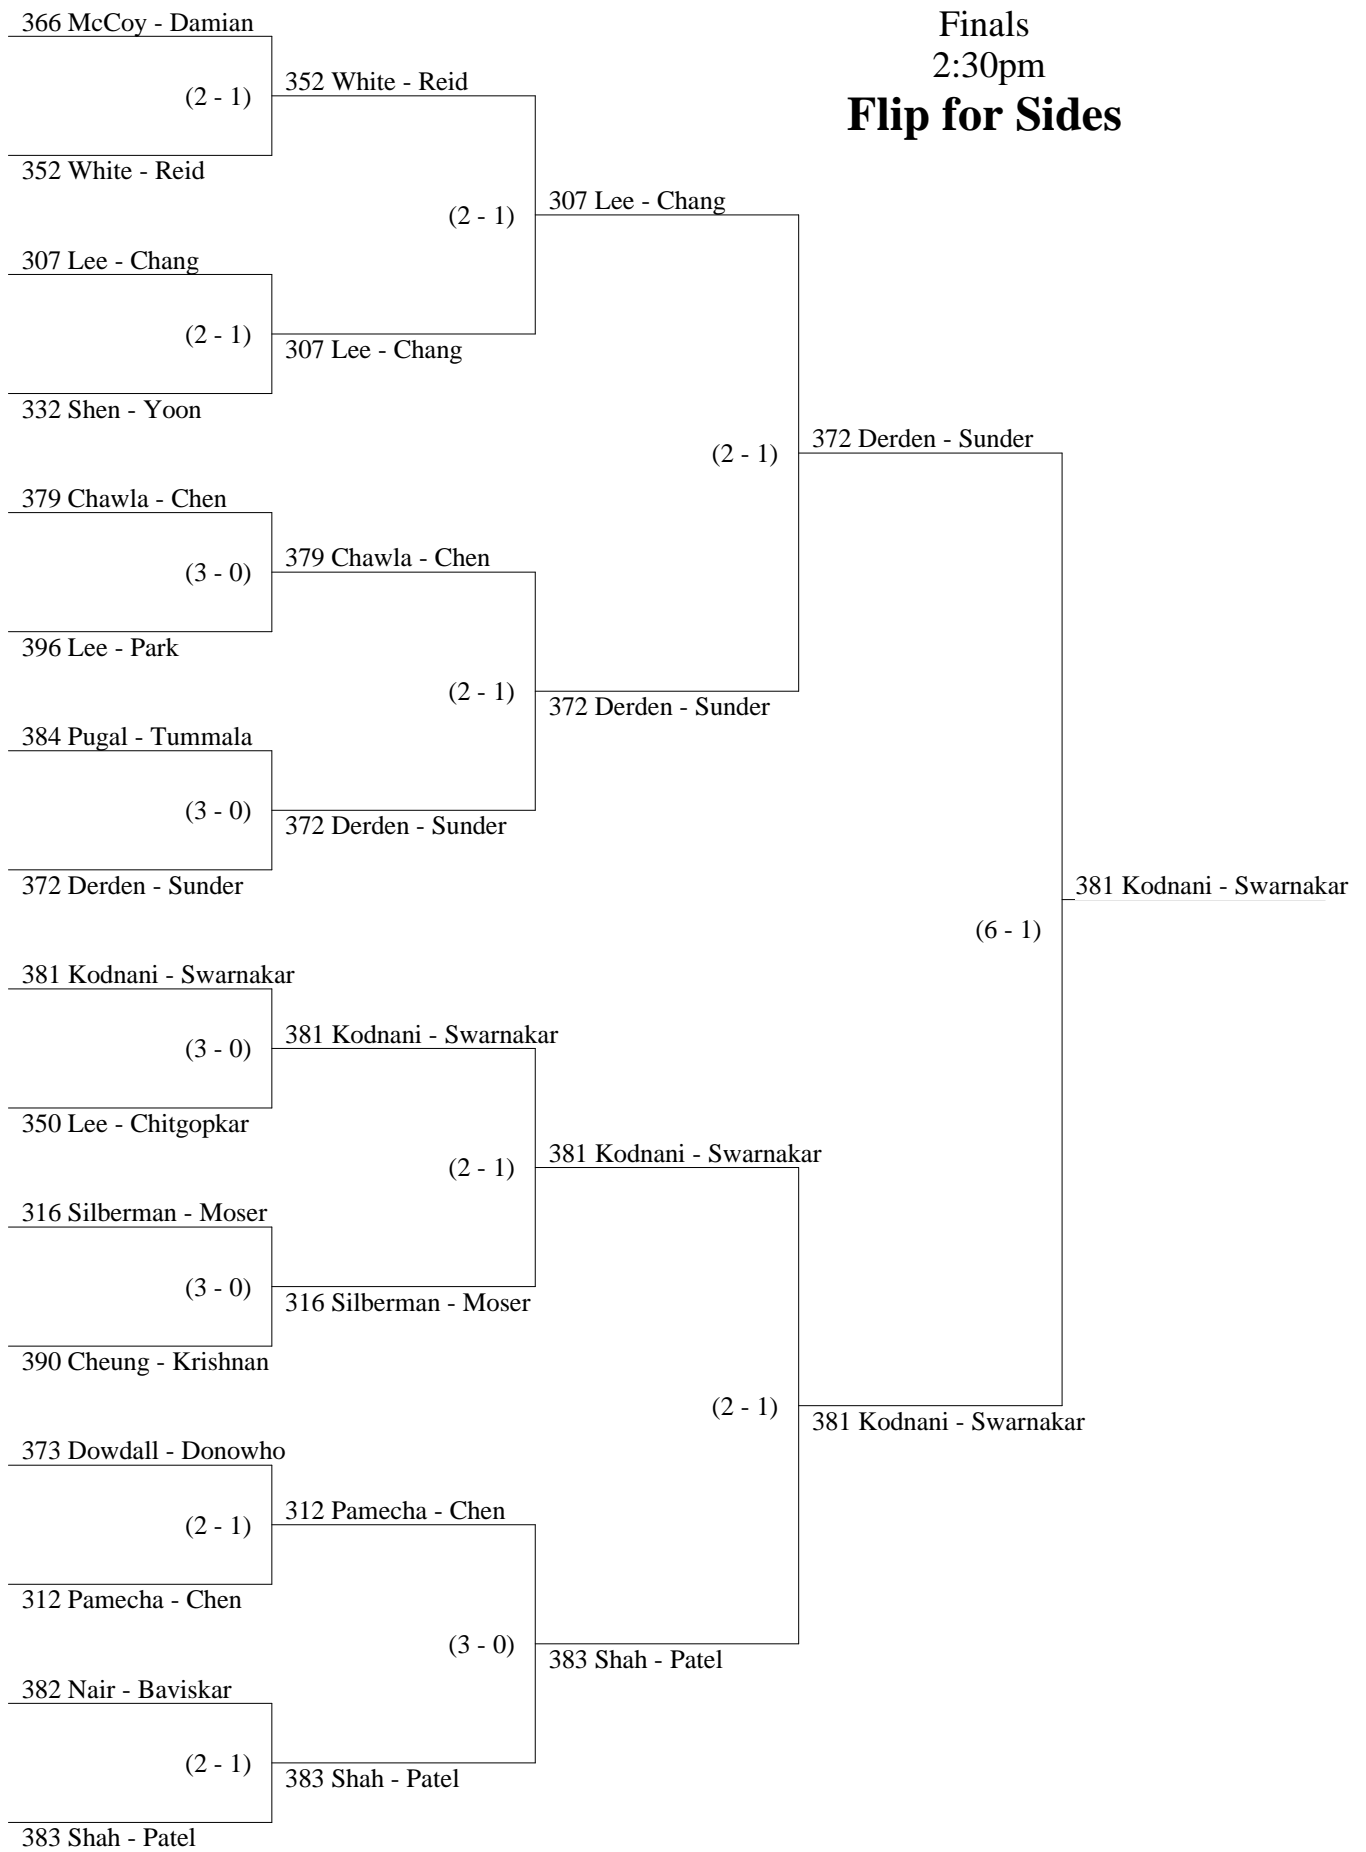 Finals
2:30pm
Flip for Sides
366 McCoy - Damian
(2 - 1)
352 White - Reid
307 Lee - Chang
(2 - 1)
332 Shen - Yoon
379 Chawla - Chen
(3 - 0)
396 Lee - Park
384 Pugal - Tummala
(3 - 0)
372 Derden - Sunder
381 Kodnani - Swarnakar
(3 - 0)
350 Lee - Chitgopkar
316 Silberman - Moser
(3 - 0)
390 Cheung - Krishnan
373 Dowdall - Donowho
(2 - 1)
312 Pamecha - Chen
382 Nair - Baviskar
(2 - 1)
383 Shah - Patel
352 White - Reid
(2 - 1)
307 Lee - Chang
379 Chawla - Chen
(2 - 1)
372 Derden - Sunder
381 Kodnani - Swarnakar
(2 - 1)
316 Silberman - Moser
312 Pamecha - Chen
(3 - 0)
383 Shah - Patel
307 Lee - Chang
(2 - 1)
372 Derden - Sunder
381 Kodnani - Swarnakar
(2 - 1)
383 Shah - Patel
372 Derden - Sunder
(6 - 1)
381 Kodnani - Swarnakar
381 Kodnani - Swarnakar